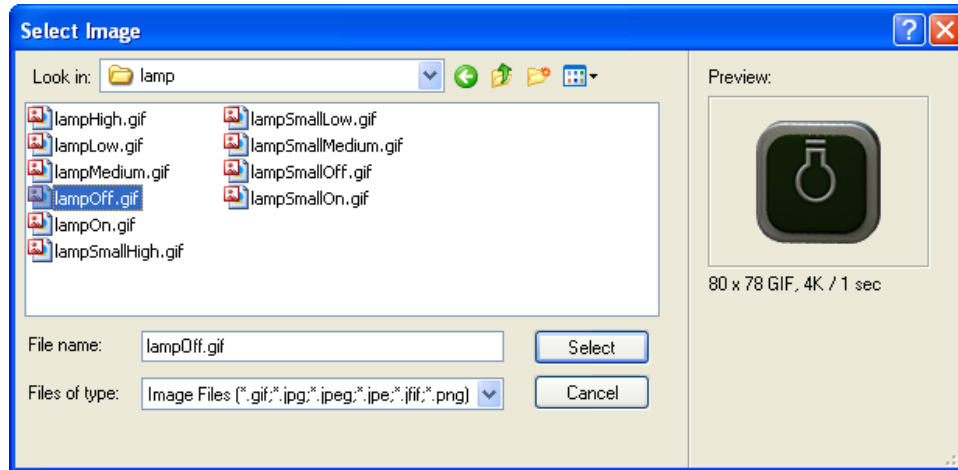 Select Image
Look in: lamp
Preview:
lampHigh.gif lampSmallLow.gif
lampLow.gif lampSmallMedium.gif
lampMedium.gif lampSmallOff.gif
lampOff.gif lampSmallOn.gif
lampOn.gif
lampSmallHigh.gif
80 x 78 GIF, 4K / 1 sec
File name: lampOff.gif Select
Files of type: Image Files (*.gif;*.jpg;*.jpeg;*.jpe;*.jfif;*.png) Cancel